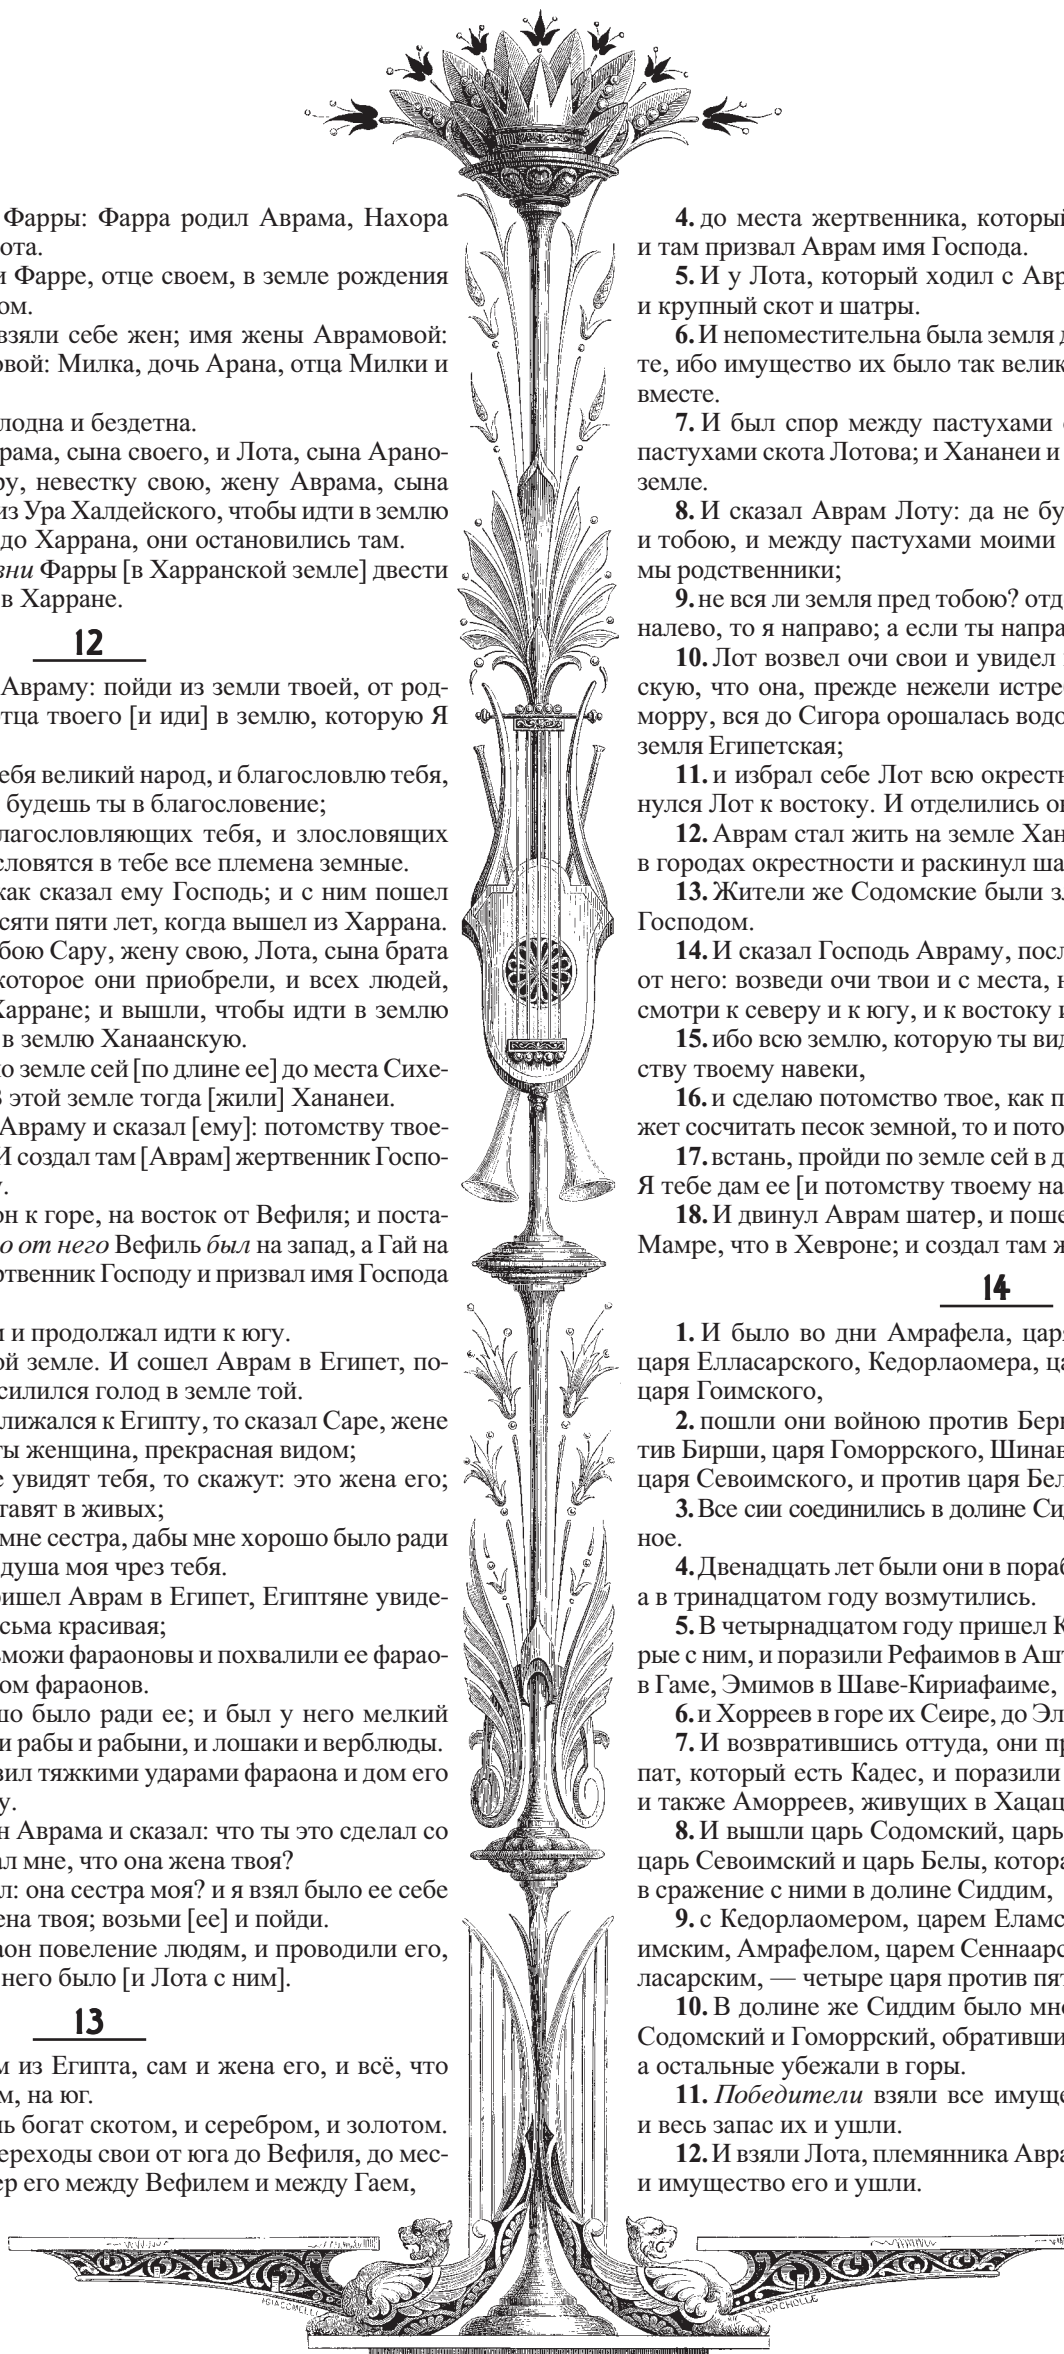 Фарры: Фарра родил Аврама, Нахора
ота.
и Фарре, отце своем, в земле рождения
ом.
взяли себе жен; имя жены Аврамовой:
овой: Милка, дочь Арана, отца Милки и
лодна и бездетна.
рама, сына своего, и Лота, сына Арано-
ру, невестку свою, жену Аврама, сына
из Ура Халдейского, чтобы идти в землю
до Харрана, они остановились там.
зни Фарры [в Харранской земле] двести
в Харране.
12
Авраму: пойди из земли твоей, от род-
тца твоего [и иди] в землю, которую Я
ебя великий народ, и благословлю тебя,
будешь ты в благословение;
лагословляющих тебя, и злословящих
словятся в тебе все племена земные.
как сказал ему Господь; и с ним пошел
сяти пяти лет, когда вышел из Харрана.
бою Сару, жену свою, Лота, сына брата
которое они приобрели, и всех людей,
Харране; и вышли, чтобы идти в землю
в землю Ханаанскую.
о земле сей [по длине ее] до места Сихе-
В этой земле тогда [жили] Хананеи.
Авраму и сказал [ему]: потомству твое-
И создал там [Аврам] жертвенник Госпо-
у.
он к горе, на восток от Вефиля; и поста-
о от него Вефиль был на запад, а Гай на
ртвенник Господу и призвал имя Господа
и и продолжал идти к югу.
ой земле. И сошел Аврам в Египет, по-
силился голод в земле той.
ближался к Египту, то сказал Саре, жене
ты женщина, прекрасная видом;
е увидят тебя, то скажут: это жена его;
тавят в живых;
мне сестра, дабы мне хорошо было ради
душа моя чрез тебя.
ришел Аврам в Египет, Египтяне увиде-
сьма красивая;
ьможи фараоновы и похвалили ее фарао-
ом фараонов.
шо было ради ее; и был у него мелкий
и рабы и рабыни, и лошаки и верблюды.
зил тяжкими ударами фараона и дом его
у.
н Аврама и сказал: что ты это сделал со
ал мне, что она жена твоя?
л: она сестра моя? и я взял было ее себе
ена твоя; возьми [ее] и пойди.
аон повеление людям, и проводили его,
него было [и Лота с ним].
13
м из Египта, сам и жена его, и всё, что
м, на юг.
нь богат скотом, и серебром, и золотом.
ереходы свои от юга до Вефиля, до мес-
ер его между Вефилем и между Гаем,
4. до места жертвенника, который
и там призвал Аврам имя Господа.
5. И у Лота, который ходил с Авр
и крупный скот и шатры.
6. И непоместительна была земля д
те, ибо имущество их было так велик
вместе.
7. И был спор между пастухами
пастухами скота Лотова; и Хананеи и
земле.
8. И сказал Аврам Лоту: да не бу
и тобою, и между пастухами моими
мы родственники;
9. не вся ли земля пред тобою? отд
налево, то я направо; а если ты напра
10. Лот возвел очи свои и увидел
скую, что она, прежде нежели истре
морру, вся до Сигора орошалась водо
земля Египетская;
11. и избрал себе Лот всю окрестн
нулся Лот к востоку. И отделились о
12. Аврам стал жить на земле Хан
в городах окрестности и раскинул ша
13. Жители же Содомские были зл
Господом.
14. И сказал Господь Авраму, посл
от него: возведи очи твои и с места, н
смотри к северу и к югу, и к востоку и
15. ибо всю землю, которую ты вид
ству твоему навеки,
16. и сделаю потомство твое, как п
жет сосчитать песок земной, то и пото
17. встань, пройди по земле сей в д
Я тебе дам ее [и потомству твоему на
18. И двинул Аврам шатер, и поше
Мамре, что в Хевроне; и создал там ж
14
1. И было во дни Амрафела, цар
царя Елласарского, Кедорлаомера, ца
царя Гоимского,
2. пошли они войною против Бер
тив Бирши, царя Гоморрского, Шинав
царя Севоимского, и против царя Бел
3. Все сии соединились в долине Си
ное.
4. Двенадцать лет были они в пораб
а в тринадцатом году возмутились.
5. В четырнадцатом году пришел К
рые с ним, и поразили Рефаимов в Ашт
в Гаме, Эмимов в Шаве-Кириафаиме,
6. и Хорреев в горе их Сеире, до Эл
7. И возвратившись оттуда, они пр
пат, который есть Кадес, и поразили
и также Аморреев, живущих в Хацац
8. И вышли царь Содомский, царь
царь Севоимский и царь Белы, котора
в сражение с ними в долине Сиддим,
9. с Кедорлаомером, царем Еламс
имским, Амрафелом, царем Сеннаарс
ласарским, — четыре царя против пят
10. В долине же Сиддим было мно
Содомский и Гоморрский, обративши
а остальные убежали в горы.
11. Победители взяли все имуще
и весь запас их и ушли.
12. И взяли Лота, племянника Авра
и имущество его и ушли.